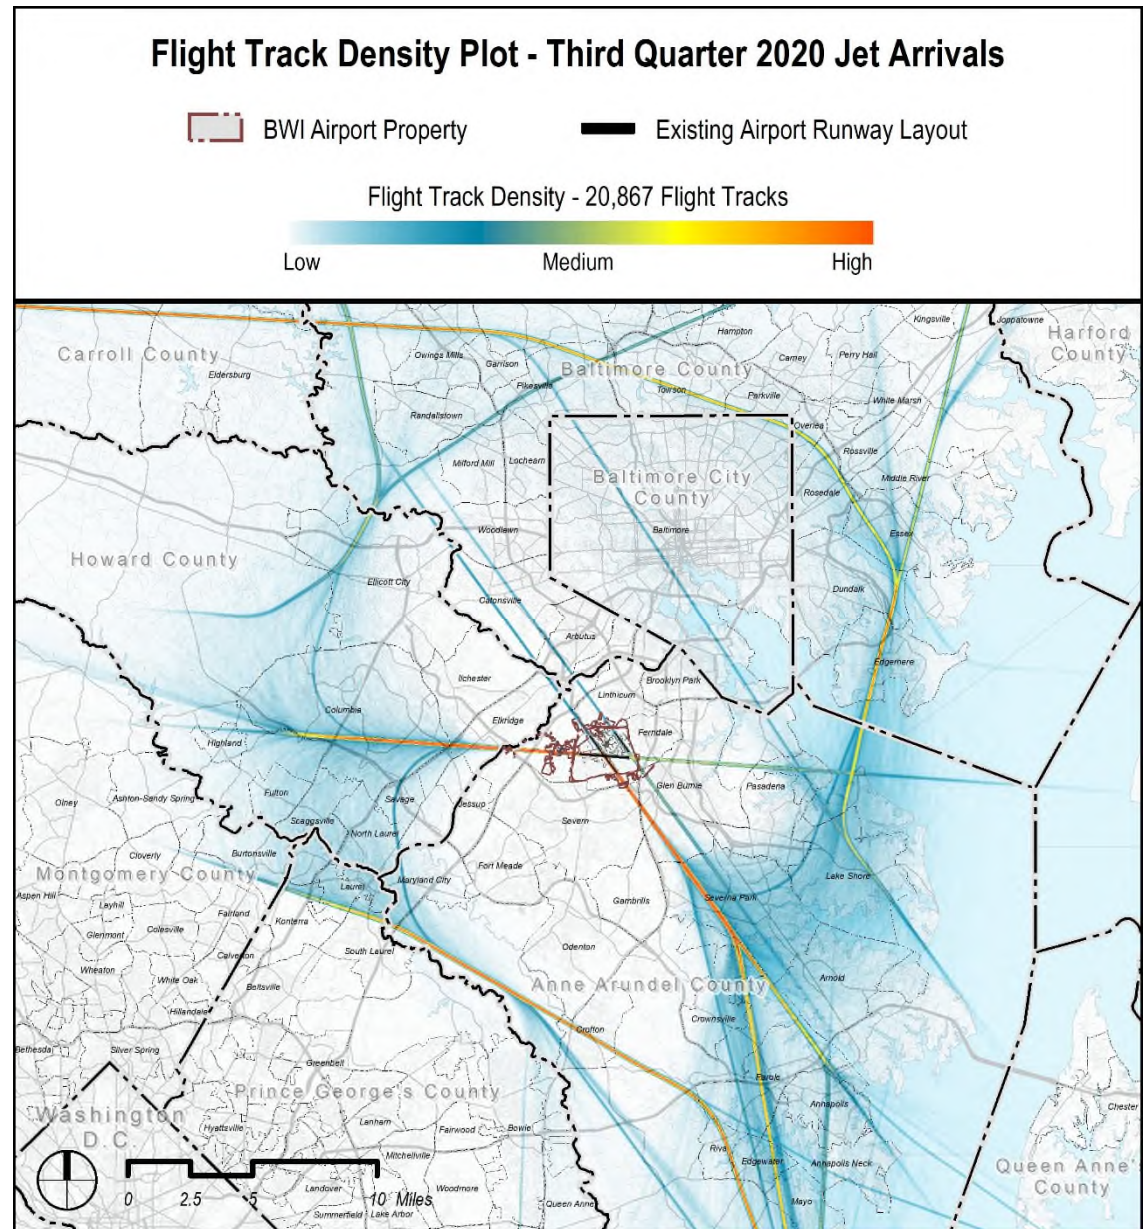 Flight Track Density Plot - Third Quarter 2020 Jet Arrivals
BWI Airport Property
Existing Airport Runway Layout
Flight Track Density - 20,867 Flight Tracks
Low
Medium
High
Carroll County
Eldersburg
Owings Mills
Garrison
Pikesville
Hampton
Baltimore County
Towson
Carney
Perry Hall
Parkville
Kingsville
Joppatowne
Harford
County
Randallstown
White Marsh
Overlea
Rossville
Milford Mill
Lochearn
Baltimore City
County
Rosedale
Middle River
Woodlawn
Baltimore
Essex
Howard County
Ellicott City
Catonsville
Dundalk
Arbutus
Edgemere
Ilchester
Brooklyn Park
Linthicum
Columbia
Elkridge
Ferndale
Highland
Glen Burnie
Pasadena
Olney
Ashton-Sandy Spring
Fulton
Savage
Jessup
Severn
Scaggsville
North Laurel
Cloverly
Burtonsville
Fort Meade
Lake Shore
Montgomery County
Laurel
Maryland City
Severna Park
Aspen Hill
Layhill
Fairland
Konterra
Gambrills
Glenmont
Colesville
Calverton
South Laurel
Odenton
Wheaton
White Oak
Beltsville
Anne Arundel County
Arnold
Hillandale
Crownsville
Crofton
Bethesda
Silver Spring
Greenbelt
Parole
Prince George's County
Annapolis
Washington
D.C.
Hyattsville
Lanham
Fairwood
Bowie
Chester
Mitchellville
Riva
Edgewater
Annapolis Neck
Queen Anne'
County
Landover
Woodmore
Queen Anne
Mayo
Summerfield
Lake Arbor
0
2.5
5
10 Miles